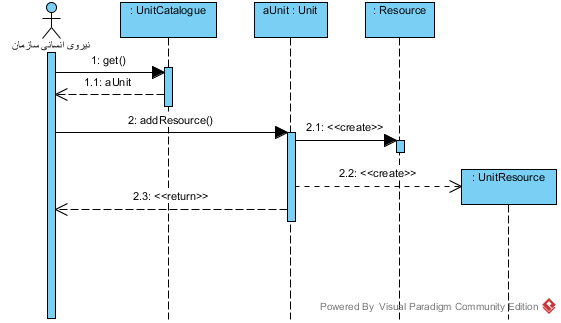 : UnitCatalogue
aUnit : Unit
: Resource
نیروی انسانی سازمان
1: get()
1.1: aUnit
2: addResource()
2.1: <<create>>
2.2: <<create>>
: UnitResource
2.3: <<return>>
Powered By Visual Paradigm Community Edition